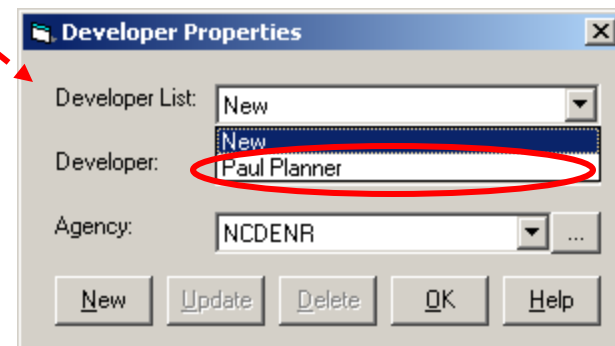 Developer Properties
Developer List: New
New
Developer: Paul Planner
Agency: NCDENR ...
New Update Delete OK Help